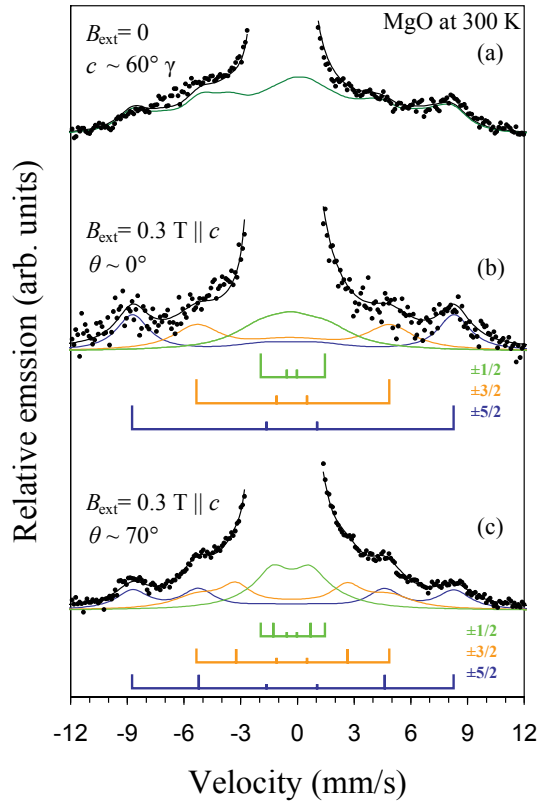 MgO at 300 K
B_ext= 0
c ~ 60° γ
(a)
B_ext= 0.3 T || c
θ ~ 0°
(b)
±1/2
±3/2
±5/2
B_ext= 0.3 T || c
θ ~ 70°
(c)
±1/2
±3/2
±5/2
-12 -9 -6 -3 0 3 6 9 12
Velocity (mm/s)
Relative emssion (arb. units)